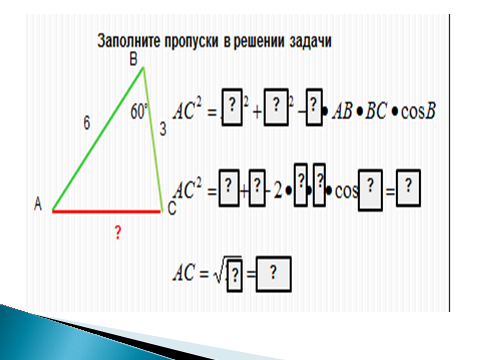 Заполните пропуски в решении задачи
B
60°
6
3
A
C
?
AC² = ?² + ?² – ? • AB • BC • cosB
AC² = ? + ? - 2 • ? • ? • cos ? = ?
AC = √? = ?